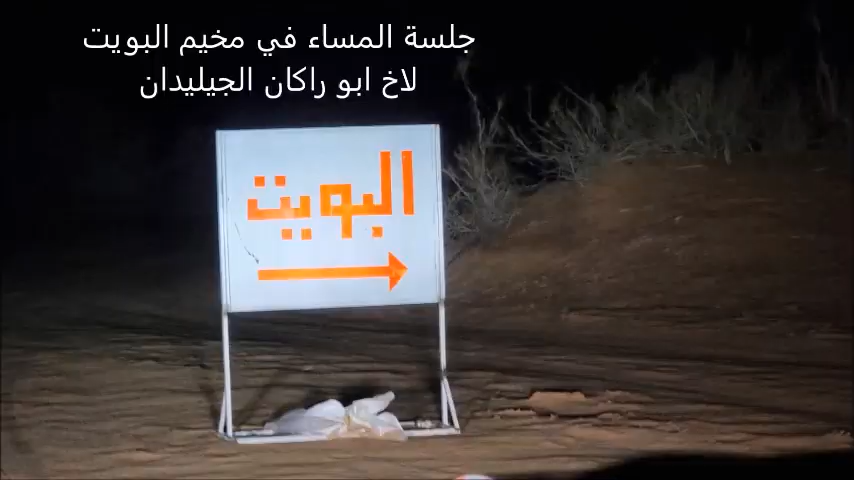 جلسة المساء في مخيم البويت
لاخ ابو راكان الجيليدان
البويت